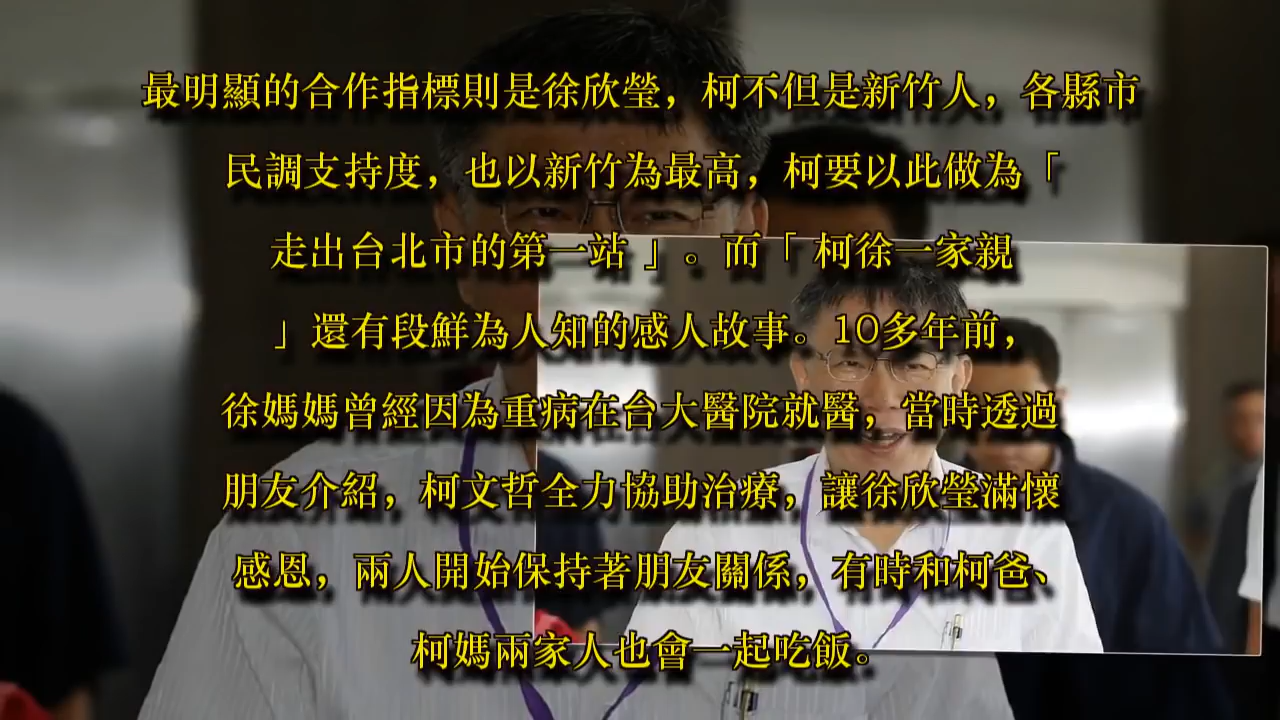 最明顯的合作指標則是徐欣瑩，柯不但是新竹人，各縣市
民調支持度，也以新竹為最高，柯要以此做為「
走出台北市的第一站 」。而「 柯徐一家親
」還有段鮮為人知的感人故事。10多年前，
徐媽媽曾經因為重病在台大醫院就醫，當時透過
朋友介紹，柯文哲全力協助治療，讓徐欣瑩滿懷
感恩，兩人開始保持著朋友關係，有時和柯爸、
柯媽兩家人也會一起吃飯。